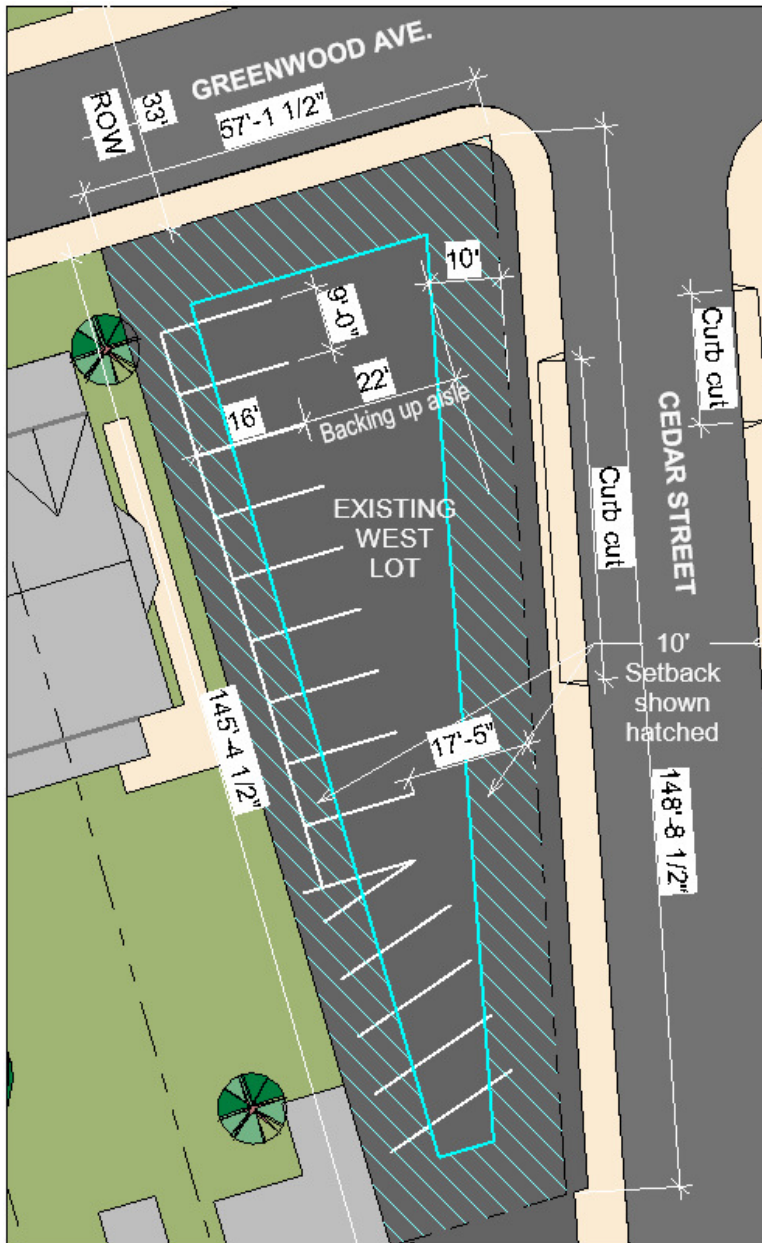 GREENWOOD AVE.
ROW
33'
57'-1 1/2"
10'
9'-0"
22'
16'
Backing up aisle
Curb cut
CEDAR STREET
Curb cut
EXISTING
WEST
LOT
10'
Setback
shown
hatched
17'-5"
145'-4 1/2"
148'-8 1/2"